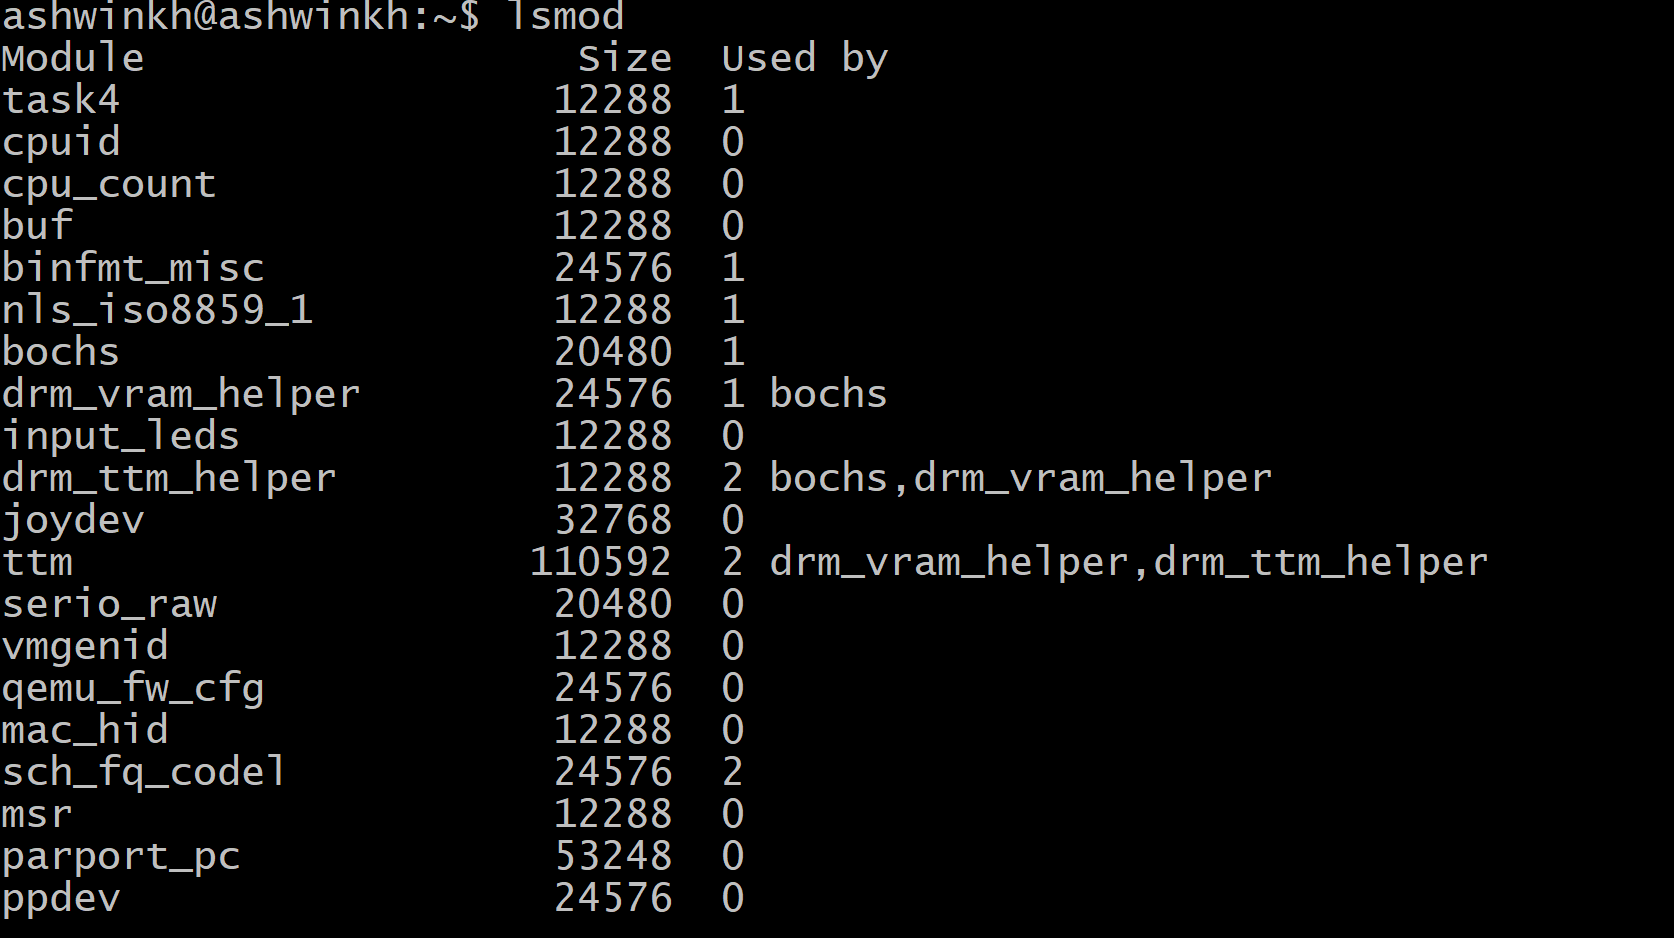 ashwinkh@ashwinkh:~$ lsmod
Module                  Size  Used by
task4                  12288  1
cpuid                  12288  0
cpu_count              12288  0
buf                    12288  0
binfmt_misc            24576  1
nls_iso8859_1          12288  1
bochs                  20480  1
drm_vram_helper        24576  1 bochs
input_leds             12288  0
drm_ttm_helper         12288  2 bochs,drm_vram_helper
joydev                 32768  0
ttm                   110592  2 drm_vram_helper,drm_ttm_helper
serio_raw              20480  0
vmgenid                12288  0
qemu_fw_cfg            24576  0
mac_hid                12288  0
sch_fq_codel           24576  2
msr                    12288  0
parport_pc             53248  0
ppdev                  24576  0